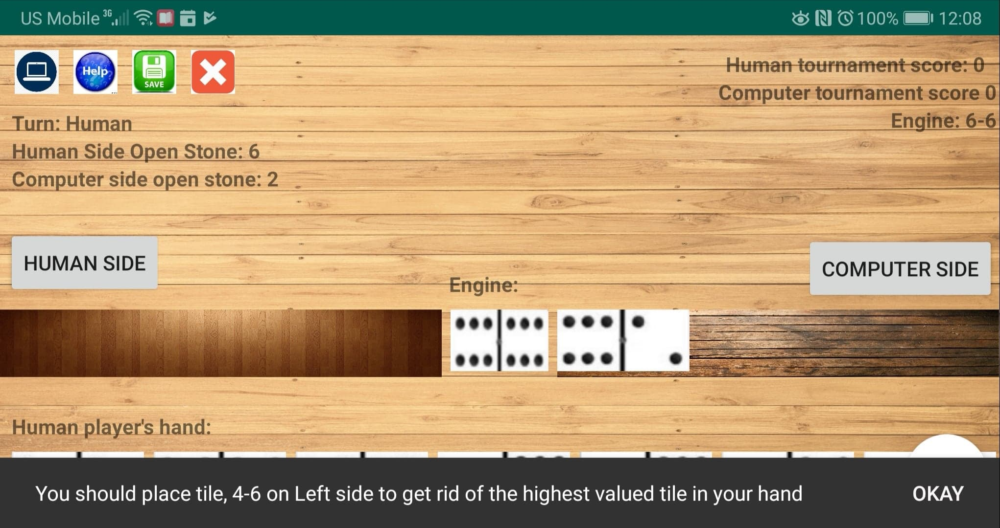 US Mobile 3G 100% 12:08
Help
SAVE
Human tournament score: 0
Computer tournament score 0
Engine: 6-6
Turn: Human
Human Side Open Stone: 6
Computer side open stone: 2
HUMAN SIDE
COMPUTER SIDE
Engine:
Human player's hand:
You should place tile, 4-6 on Left side to get rid of the highest valued tile in your hand OKAY